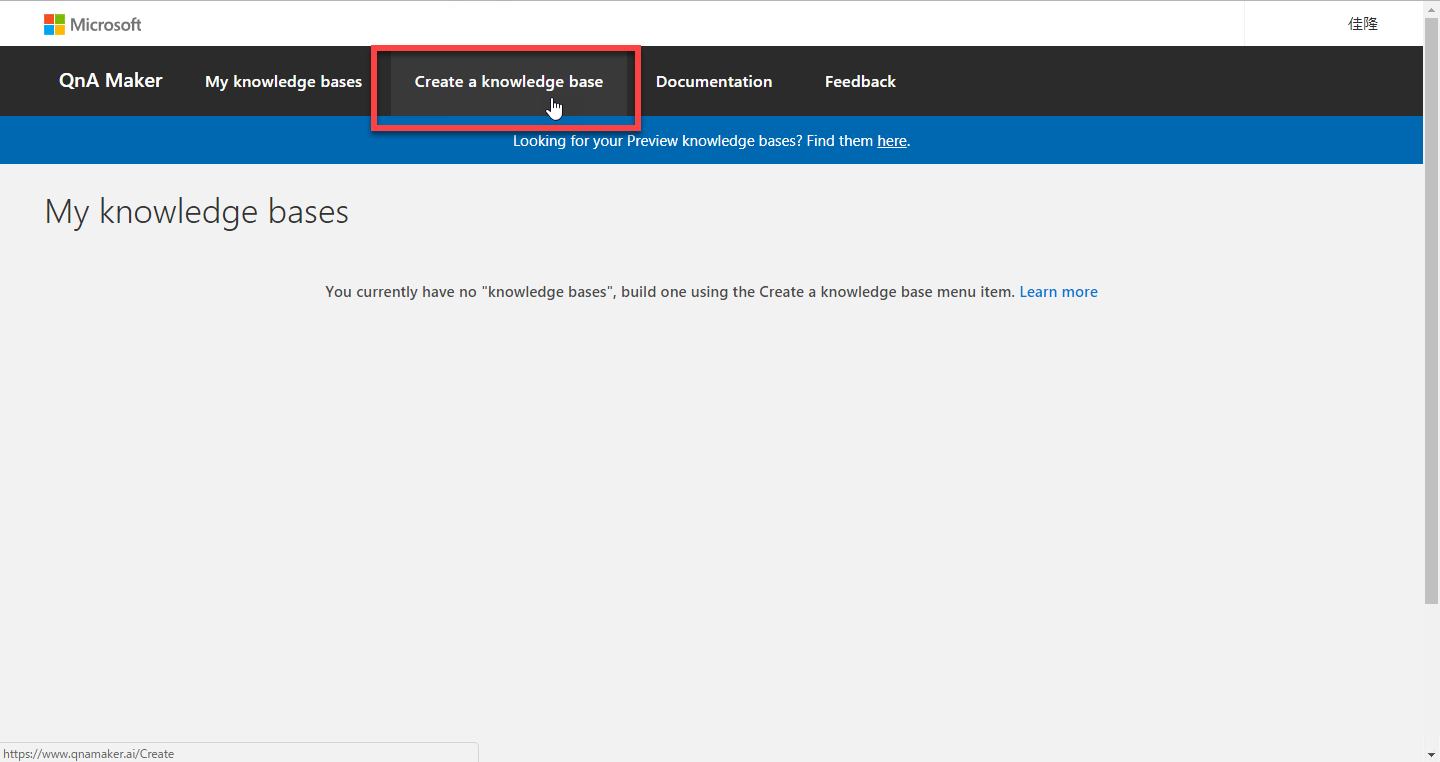 Microsoft
佳隆
QnA Maker My knowledge bases Create a knowledge base Documentation Feedback
Looking for your Preview knowledge bases? Find them here.
My knowledge bases
You currently have no "knowledge bases", build one using the Create a knowledge base menu item. Learn more
https://www.qnamaker.ai/Create